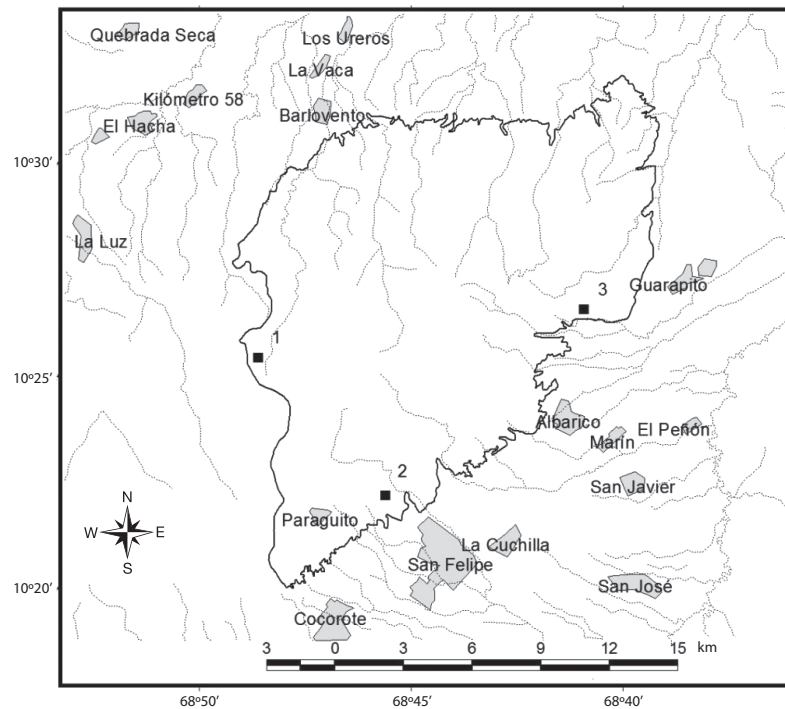 Quebrada Seca
Los Ureros
La Vaca
Kilómetro 58
Barlovento
El Hacha
10º30'
La Luz
Guarapito
3
1
10º25'
Albarico
El Peñón
Marín
2
San Javier
N
W
E
S
Paraguito
La Cuchilla
San Felipe
10º20'
San José
Cocorote
3 0 3 6 9 12 15 km
68º50' 68º45' 68º40'